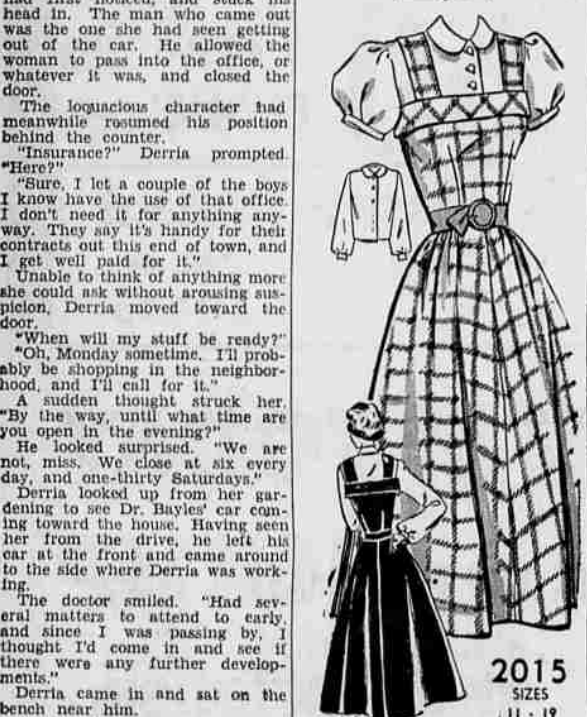 head in. The man who came out
was the one she had seen getting
out of the car. He allowed the
woman to pass into the office, or
whatever it was, and closed the
door.
The loquacious character had
meanwhile resumed his position
behind the counter.
"Insurance?" Derria prompted.
"Here?"
"Sure, I let a couple of the boys
I know have the use of that office.
I don't need it for anything any-
way. They say it's handy for their
contracts out this end of town, and
I get well paid for it."
Unable to think of anything more
she could ask without arousing sus-
picion, Derria moved toward the
door.
"When will my stuff be ready?"
"Oh, Monday sometime. I'll prob-
ably be shopping in the neighbor-
hood, and I'll call for it."
A sudden thought struck her.
"By the way, until what time are
you open in the evening?"
He looked surprised. "We are
not, miss. We close at six every
day, and one-thirty Saturdays."
Derria looked up from her gar-
dening to see Dr. Bayles' car com-
ing toward the house. Having seen
her from the drive, he left his
car at the front and came around
to the side where Derria was work-
ing.
The doctor smiled. "Had sev-
eral matters to attend to early,
and since I was passing by, I
thought I'd come in and see if
there were any further develop-
ments."
Derria came in and sat on the
bench near him.
2015
SIZES
11 - 19